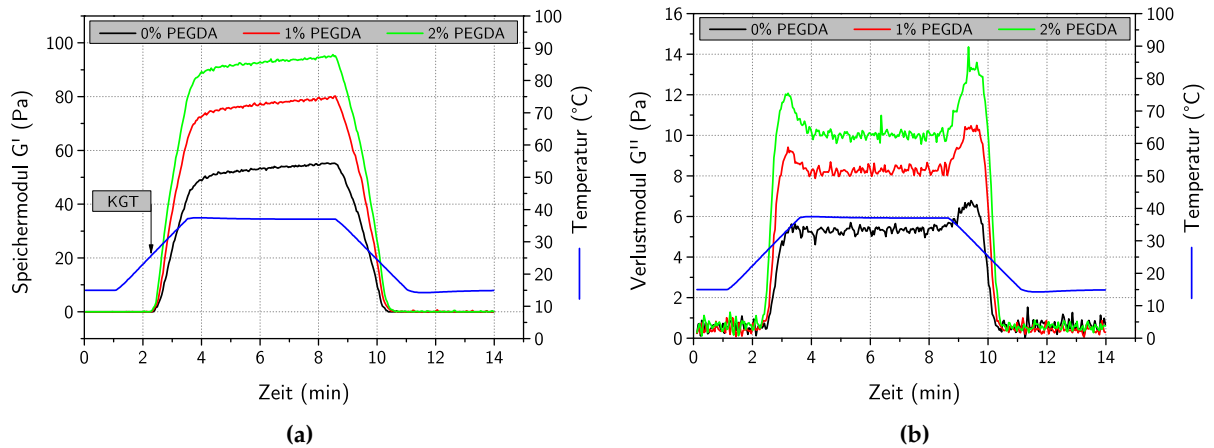 0% PEGDA 1% PEGDA 2% PEGDA
KGT
Speichermodul G' (Pa)
100
80
60
40
20
0
0 2 4 6 8 10 12 14
Zeit (min)
100
90
80
70
60
50
40
30
20
10
0
Temperatur (°C)
(a)
0% PEGDA 1% PEGDA 2% PEGDA
Verlustmodul G'' (Pa)
16
14
12
10
8
6
4
2
0
0 2 4 6 8 10 12 14
Zeit (min)
100
90
80
70
60
50
40
30
20
10
0
Temperatur (°C)
(b)